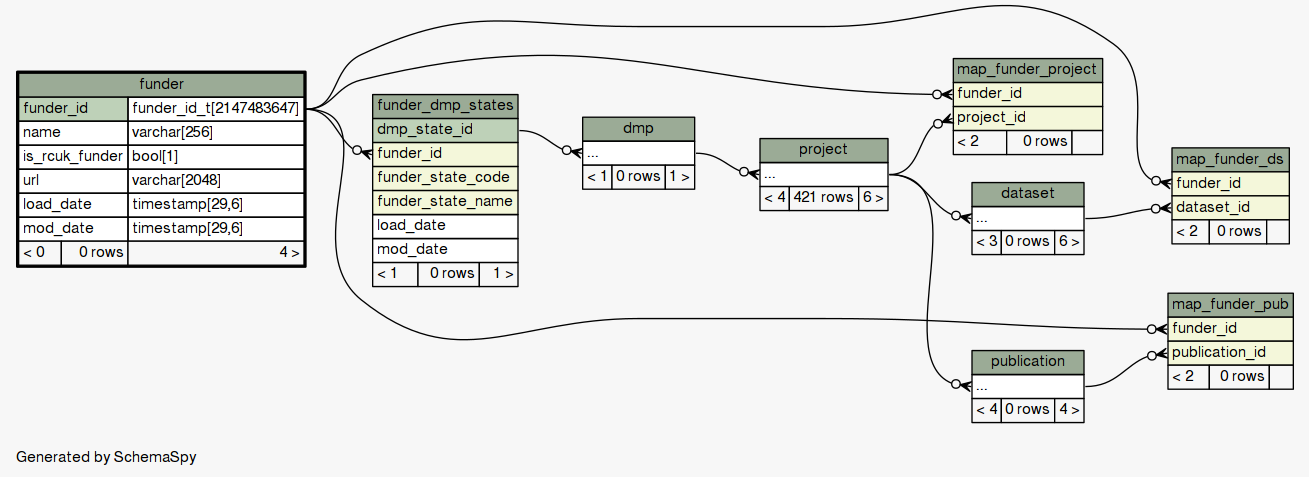 funder
funder_id funder_id_t[2147483647]
name varchar[256]
is_rcuk_funder bool[1]
url varchar[2048]
load_date timestamp[29,6]
mod_date timestamp[29,6]
< 0 0 rows 4 >
funder_dmp_states
dmp_state_id
funder_id
funder_state_code
funder_state_name
load_date
mod_date
< 1 0 rows 1 >
dmp
...
< 1 0 rows 1 >
project
...
< 4 421 rows 6 >
map_funder_project
funder_id
project_id
< 2 0 rows
dataset
...
< 3 0 rows 6 >
map_funder_ds
funder_id
dataset_id
< 2 0 rows
publication
...
< 4 0 rows 4 >
map_funder_pub
funder_id
publication_id
< 2 0 rows
Generated by SchemaSpy